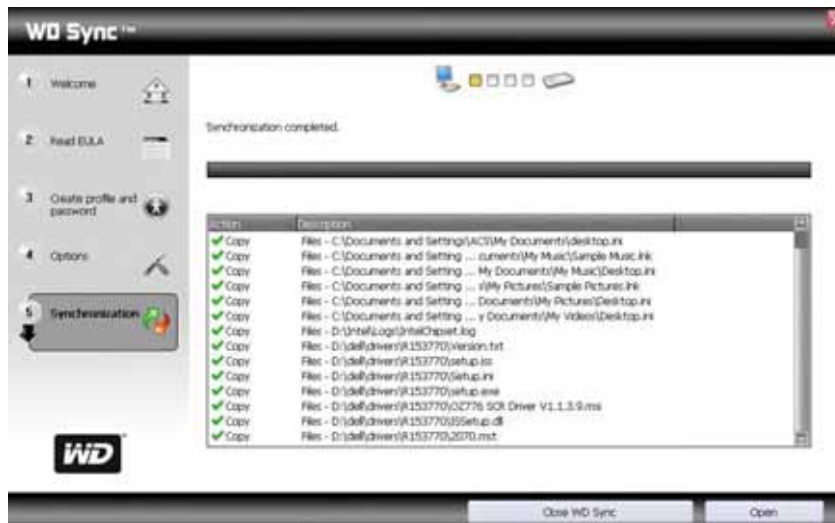 WD Sync™
1 Welcome
2 Read EULA
3 Create profile and
password
4 Options
5 Synchronization
WD
Synchronization completed.
Action Description
Copy Files - C:\Documents and Settings\ACS\My Documents\desktop.ini
Copy Files - C:\Documents and Setting ... cuments\My Music\Sample Music.lnk
Copy Files - C:\Documents and Setting ... My Documents\My Music\Desktop.ini
Copy Files - C:\Documents and Setting ... s\My Pictures\Sample Pictures.lnk
Copy Files - C:\Documents and Setting ... Documents\My Pictures\Desktop.ini
Copy Files - C:\Documents and Setting ... y Documents\My Videos\Desktop.ini
Copy Files - D:\Intel\Logs\IntelChipset.log
Copy Files - D:\dell\drivers\R153770\Version.txt
Copy Files - D:\dell\drivers\R153770\setup.iss
Copy Files - D:\dell\drivers\R153770\Setup.ini
Copy Files - D:\dell\drivers\R153770\setup.exe
Copy Files - D:\dell\drivers\R153770\OZ776 SCR Driver V1.1.3.9.ms
Copy Files - D:\dell\drivers\R153770\ISSetup.dll
Copy Files - D:\dell\drivers\R153770\2070.mst
Close WD Sync Open